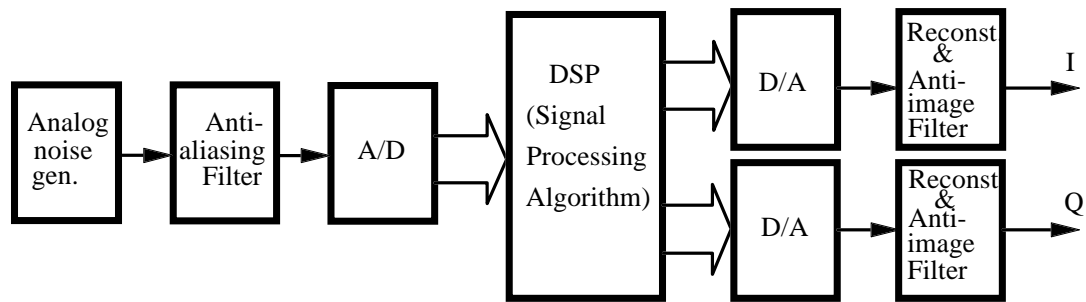 Analog
noise
gen.
Anti-
aliasing
Filter
A/D
DSP
(Signal
Processing
Algorithm)
D/A
Reconst.
&
Anti-
image
Filter
I
D/A
Reconst.
&
Anti-
image
Filter
Q